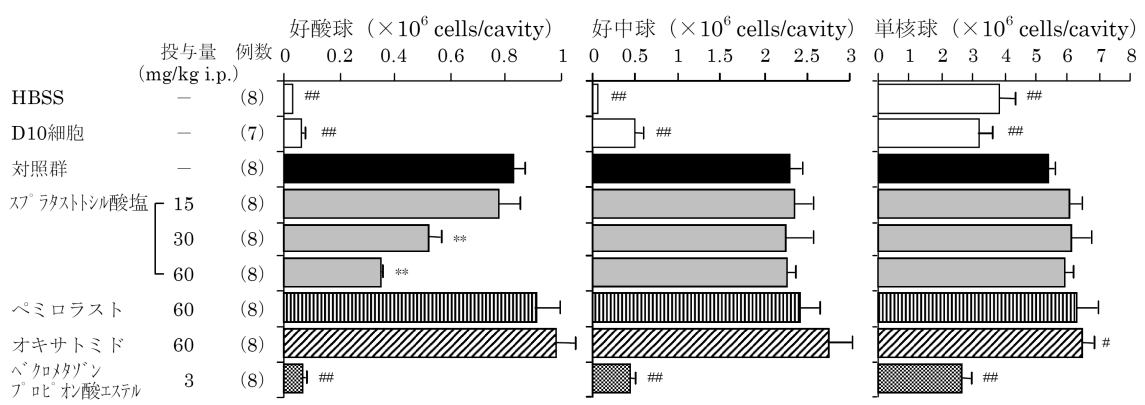 好酸球（×10⁶ cells/cavity） 好中球（×10⁶ cells/cavity） 単核球（×10⁶ cells/cavity）
投与量 例数
(mg/kg i.p.)
0 0.2 0.4 0.6 0.8 1 0 0.5 1 1.5 2 2.5 3 0 1 2 3 4 5 6 7 8
HBSS － (8) ## ## ##
D10細胞 － (7) ## ## ##
対照群 － (8)
ｽﾌﾟﾗﾀｽﾄﾄｼﾙ酸塩 15 (8)
30 (8) **
60 (8) **
ペミロラスト 60 (8)
オキサトミド 60 (8) #
ﾍﾞｸﾛﾒﾀｿﾞﾝ
ﾌﾟﾛﾋﾟｵﾝ酸ｴｽﾃﾙ 3 (8) ## ## ##